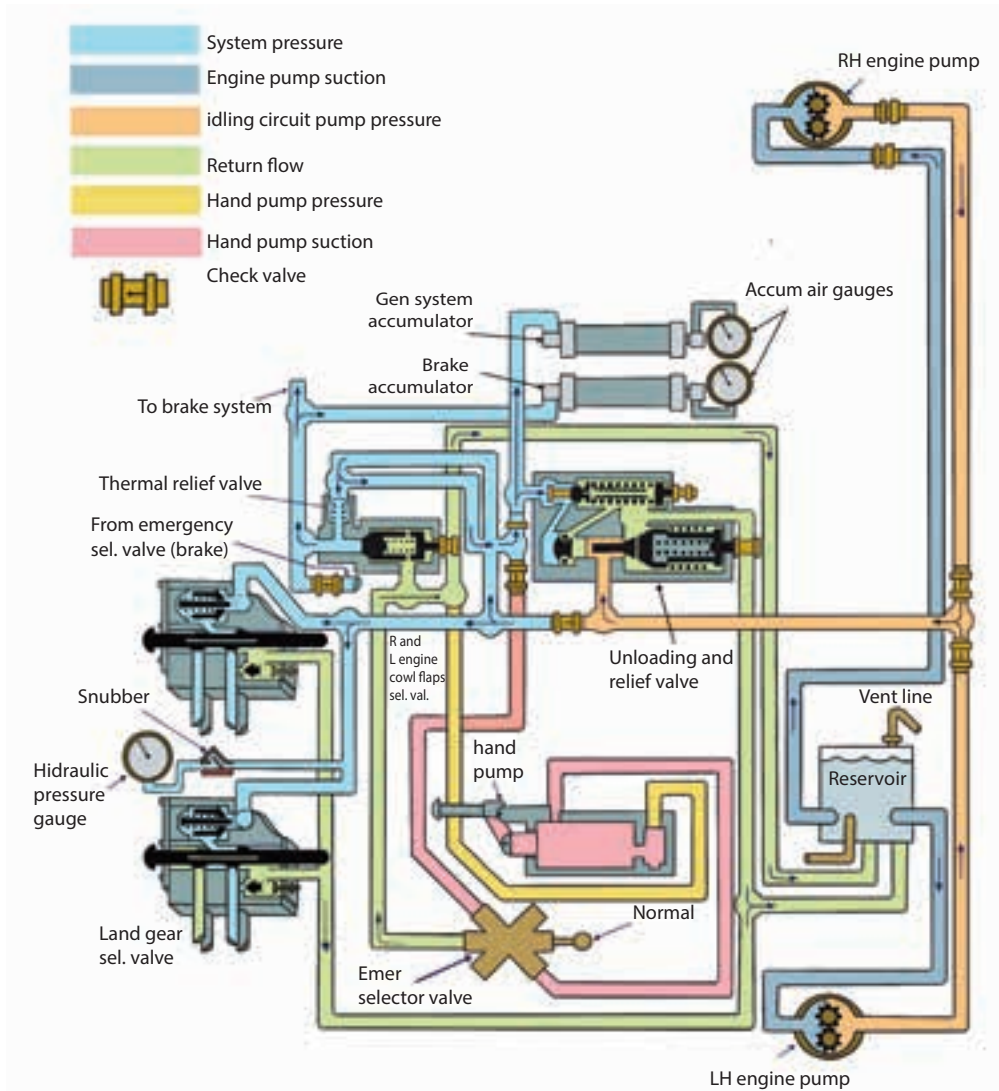 System pressure
Engine pump suction
idling circuit pump pressure
Return flow
Hand pump pressure
Hand pump suction
Check valve
RH engine pump
Gen system
accumulator
Accum air gauges
Brake
accumulator
To brake system
Thermal relief valve
From emergency
sel. valve (brake)
R and
L engine
cowl flaps
sel. val.
Unloading and
relief valve
Vent line
Snubber
hand
pump
Reservoir
Hidraulic
pressure
gauge
Normal
Land gear
sel. valve
Emer
selector valve
LH engine pump